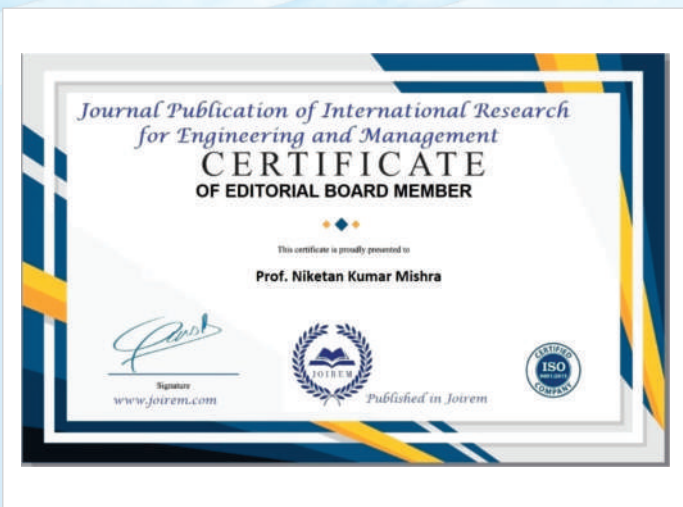 Journal Publication of International Research
for Engineering and Management
CERTIFICATE
OF EDITORIAL BOARD MEMBER
This certificate is proudly presented to
Prof. Niketan Kumar Mishra
Signature
www.joirem.com
JOIREM
Published in Joirem
CERTIFIED
ISO
COMPANY